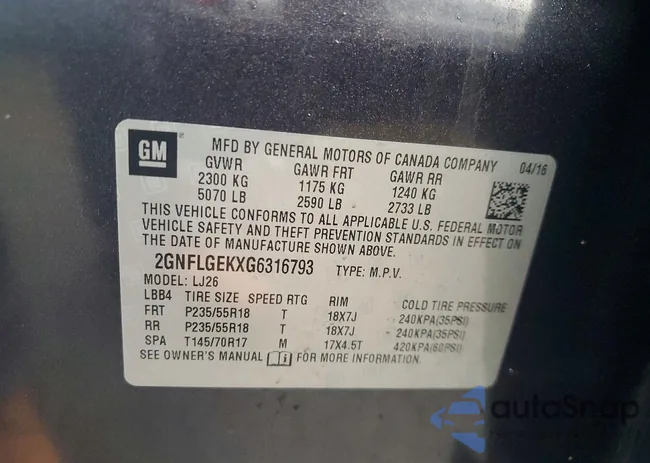 GM
MFD BY GENERAL MOTORS OF CANADA COMPANY 04/16
GVWR GAWR FRT GAWR RR
2300 KG 1175 KG 1240 KG
5070 LB 2590 LB 2733 LB
THIS VEHICLE CONFORMS TO ALL APPLICABLE U.S. FEDERAL MOTOR
VEHICLE SAFETY AND THEFT PREVENTION STANDARDS IN EFFECT ON
THE DATE OF MANUFACTURE SHOWN ABOVE.
2GNFLGEKXG6316793 TYPE: M.P.V.
MODEL: LJ26
LBB4 TIRE SIZE SPEED RTG RIM COLD TIRE PRESSURE
FRT P235/55R18 T 18X7J 240KPA(35PSI)
RR P235/55R18 T 18X7J 240KPA(35PSI)
SPA T145/70R17 M 17X4.5T 420KPA(60PSI)
SEE OWNER'S MANUAL i FOR MORE INFORMATION.
autoSnap